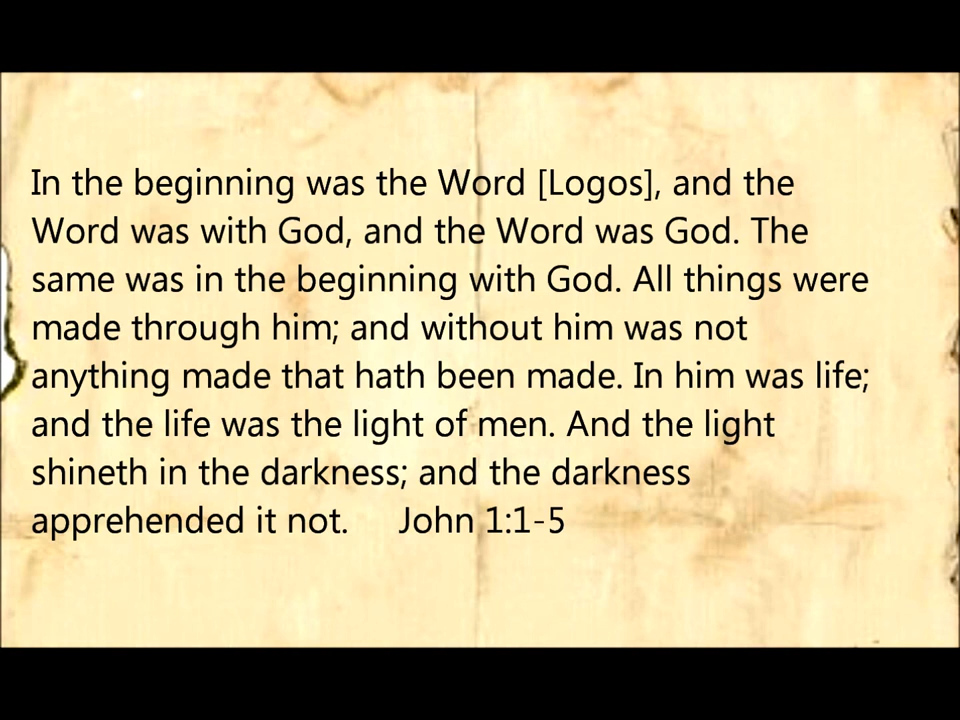 In the beginning was the Word [Logos], and the
Word was with God, and the Word was God. The
same was in the beginning with God. All things were
made through him; and without him was not
anything made that hath been made. In him was life;
and the life was the light of men. And the light
shineth in the darkness; and the darkness
apprehended it not. John 1:1-5